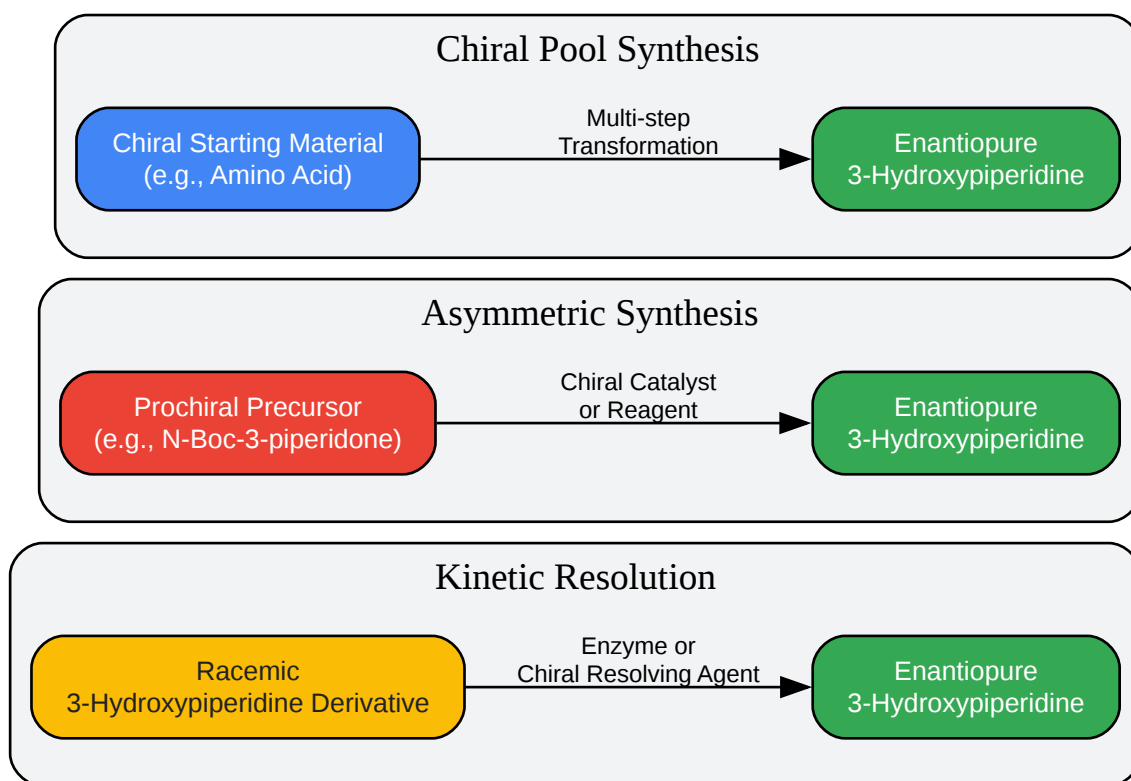 Chiral Pool Synthesis
Chiral Starting Material
(e.g., Amino Acid)
Multi-step
Transformation
Enantiopure
3-Hydroxypiperidine
Asymmetric Synthesis
Prochiral Precursor
(e.g., N-Boc-3-piperidone)
Chiral Catalyst
or Reagent
Enantiopure
3-Hydroxypiperidine
Kinetic Resolution
Racemic
3-Hydroxypiperidine Derivative
Enzyme or
Chiral Resolving Agent
Enantiopure
3-Hydroxypiperidine